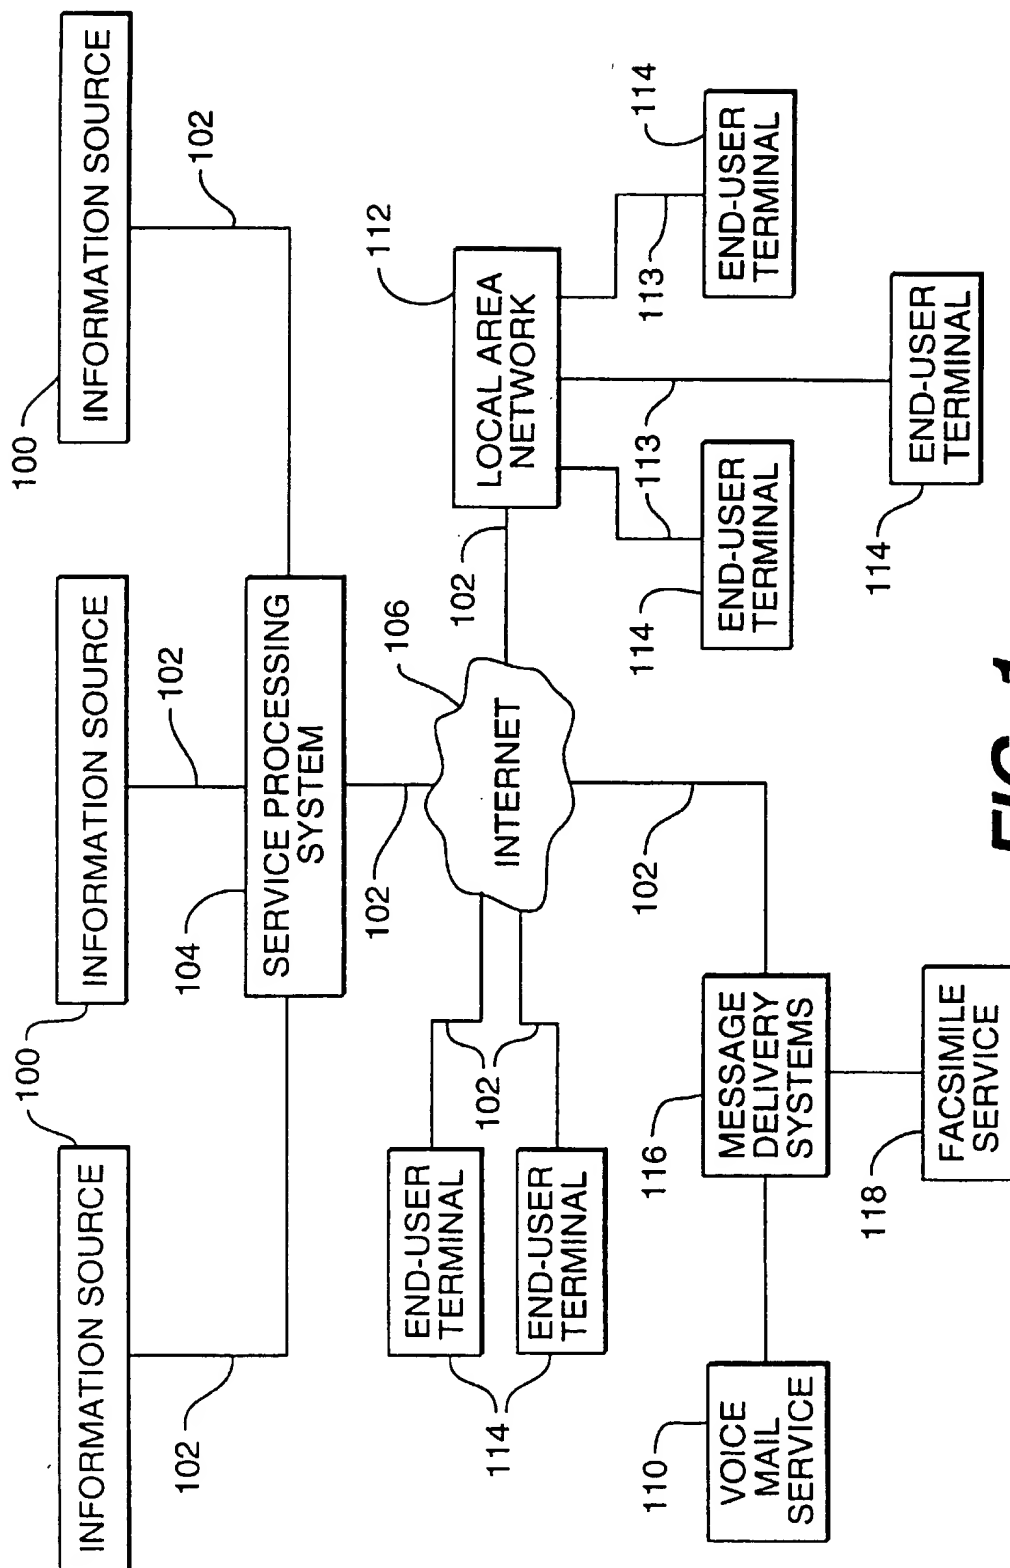 INFORMATION SOURCE
100
INFORMATION SOURCE
100
INFORMATION SOURCE
100
102
102
102
104
SERVICE PROCESSING
SYSTEM
102
106
INTERNET
102
LOCAL AREA
NETWORK
112
END-USER
TERMINAL
END-USER
TERMINAL
102
114
102
113
113
113
114
END-USER
TERMINAL
END-USER
TERMINAL
114
110
VOICE
MAIL
SERVICE
116
MESSAGE
DELIVERY
SYSTEMS
118
FACSIMILE
SERVICE
114
END-USER
TERMINAL
FIG. 1